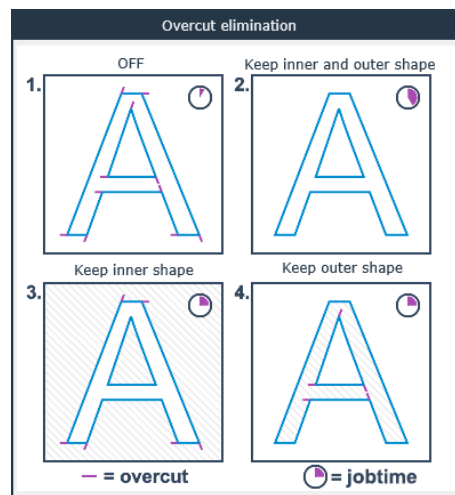 Overcut elimination
OFF
Keep inner and outer shape
1.
2.
Keep inner shape
Keep outer shape
3.
4.
= overcut
= jobtime